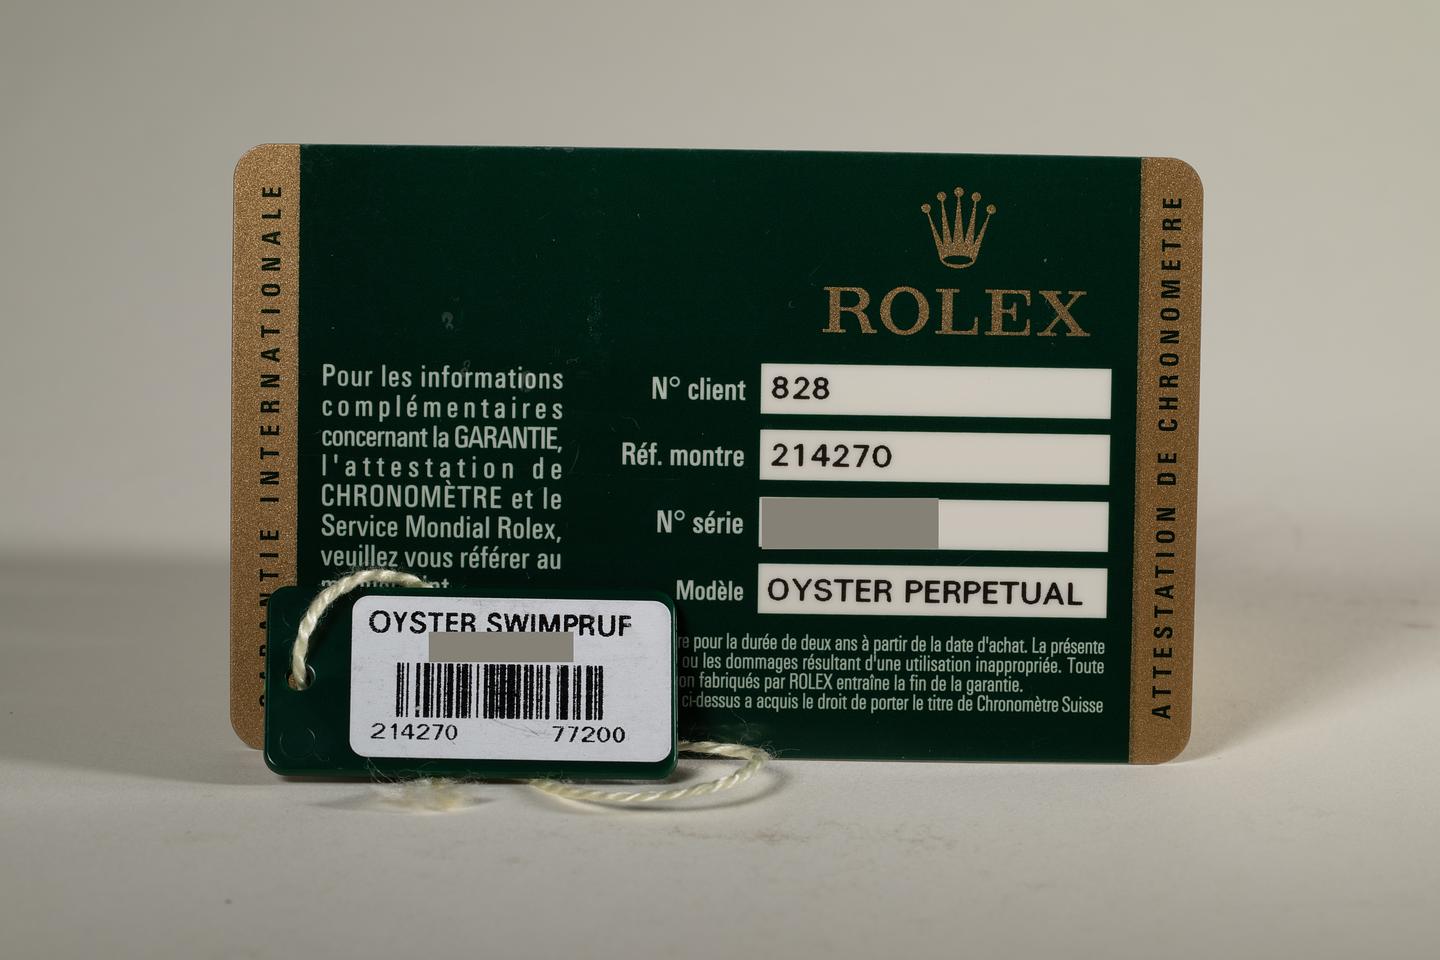 GARANTIE INTERNATIONALE
ROLEX
ATTESTATION DE CHRONOMETRE
Pour les informations
complémentaires
concernant la GARANTIE,
l'attestation de
CHRONOMÈTRE et le
Service Mondial Rolex,
veuillez vous référer au
N° client 828
Réf. montre 214270
N° série
Modèle OYSTER PERPETUAL
pour la durée de deux ans à partir de la date d'achat. La présente
ou les dommages résultant d'une utilisation inappropriée. Toute
fabriqués par ROLEX entraîne la fin de la garantie.
ci-dessus a acquis le droit de porter le titre de Chronomètre Suisse
OYSTER SWIMPRUF
214270 77200